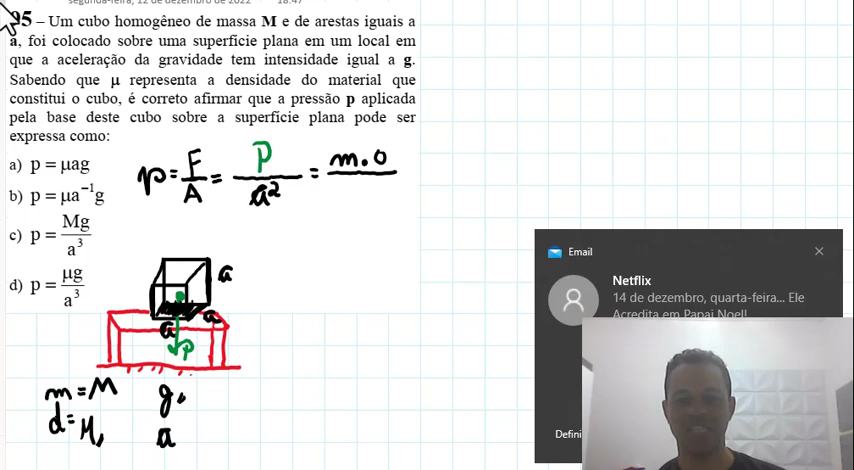 segunda-feira, 12 de dezembro de 2022 18:47
95 – Um cubo homogêneo de massa M e de arestas iguais a
a, foi colocado sobre uma superfície plana em um local em
que a aceleração da gravidade tem intensidade igual a g.
Sabendo que μ representa a densidade do material que
constitui o cubo, é correto afirmar que a pressão p aplicada
pela base deste cubo sobre a superfície plana pode ser
expressa como:
a) p = μag
p = F/A = P/a² = m.
b) p = μa⁻¹g
c) p = Mg/a³
d) p = μg/a³
a
a
a
P
m = M g,
d = μ, a
Email
Netflix
14 de dezembro, quarta-feira... Ele
Acredita em Papai Noel!
Defini